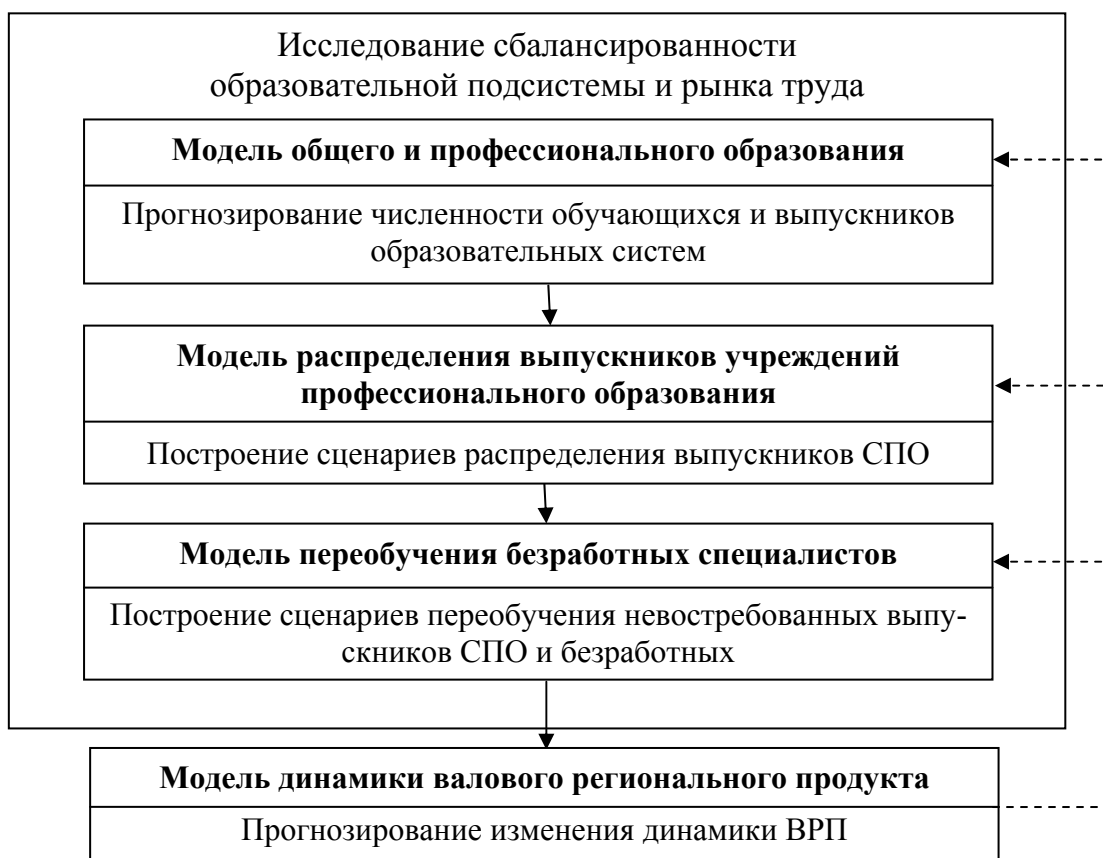 Исследование сбалансированности
образовательной подсистемы и рынка труда
Модель общего и профессионального образования
Прогнозирование численности обучающихся и выпускников
образовательных систем
Модель распределения выпускников учреждений
профессионального образования
Построение сценариев распределения выпускников СПО
Модель переобучения безработных специалистов
Построение сценариев переобучения невостребованных выпу-
скников СПО и безработных
Модель динамики валового регионального продукта
Прогнозирование изменения динамики ВРП